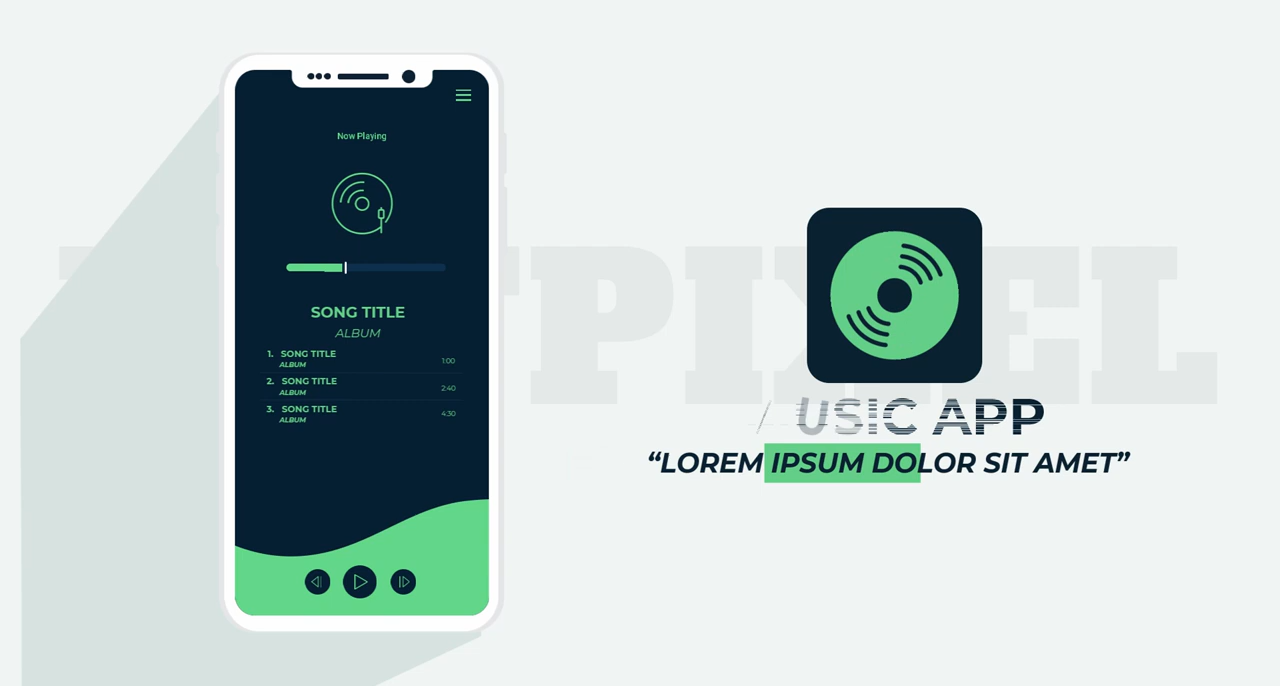 Now Playing
SONG TITLE
ALBUM
1. SONG TITLE
ALBUM
1:00
2. SONG TITLE
ALBUM
2:40
3. SONG TITLE
ALBUM
4:30
USIC APP
“LOREM IPSUM DOLOR SIT AMET”